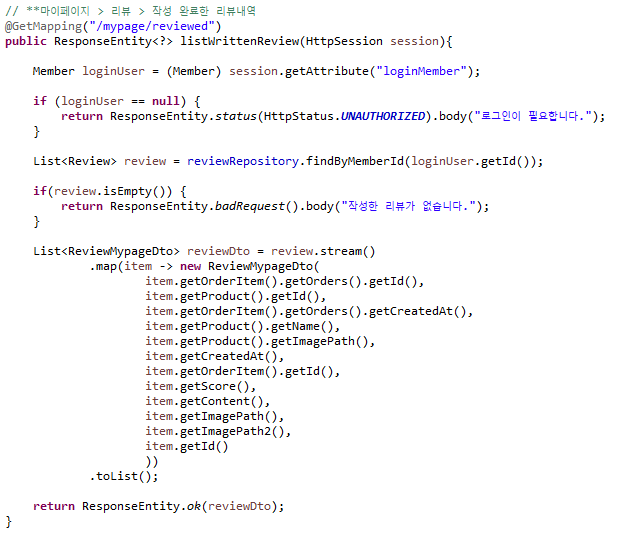 // **마이페이지 > 리뷰 > 작성 완료한 리뷰내역
@GetMapping("/mypage/reviewed")
public ResponseEntity<?> listWrittenReview(HttpSession session){
Member loginUser = (Member) session.getAttribute("loginMember");
if (loginUser == null) {
return ResponseEntity.status(HttpStatus.UNAUTHORIZED).body("로그인이 필요합니다.");
}
List<Review> review = reviewRepository.findByMemberId(loginUser.getId());
if(review.isEmpty()) {
return ResponseEntity.badRequest().body("작성한 리뷰가 없습니다.");
}
List<ReviewMypageDto> reviewDto = review.stream()
.map(item -> new ReviewMypageDto(
item.getOrderItem().getOrders().getId(),
item.getProduct().getId(),
item.getOrderItem().getOrders().getCreatedAt(),
item.getProduct().getName(),
item.getProduct().getImagePath(),
item.getCreatedAt(),
item.getOrderItem().getId(),
item.getScore(),
item.getContent(),
item.getImagePath(),
item.getImagePath2(),
item.getId()
))
.toList();
return ResponseEntity.ok(reviewDto);
}